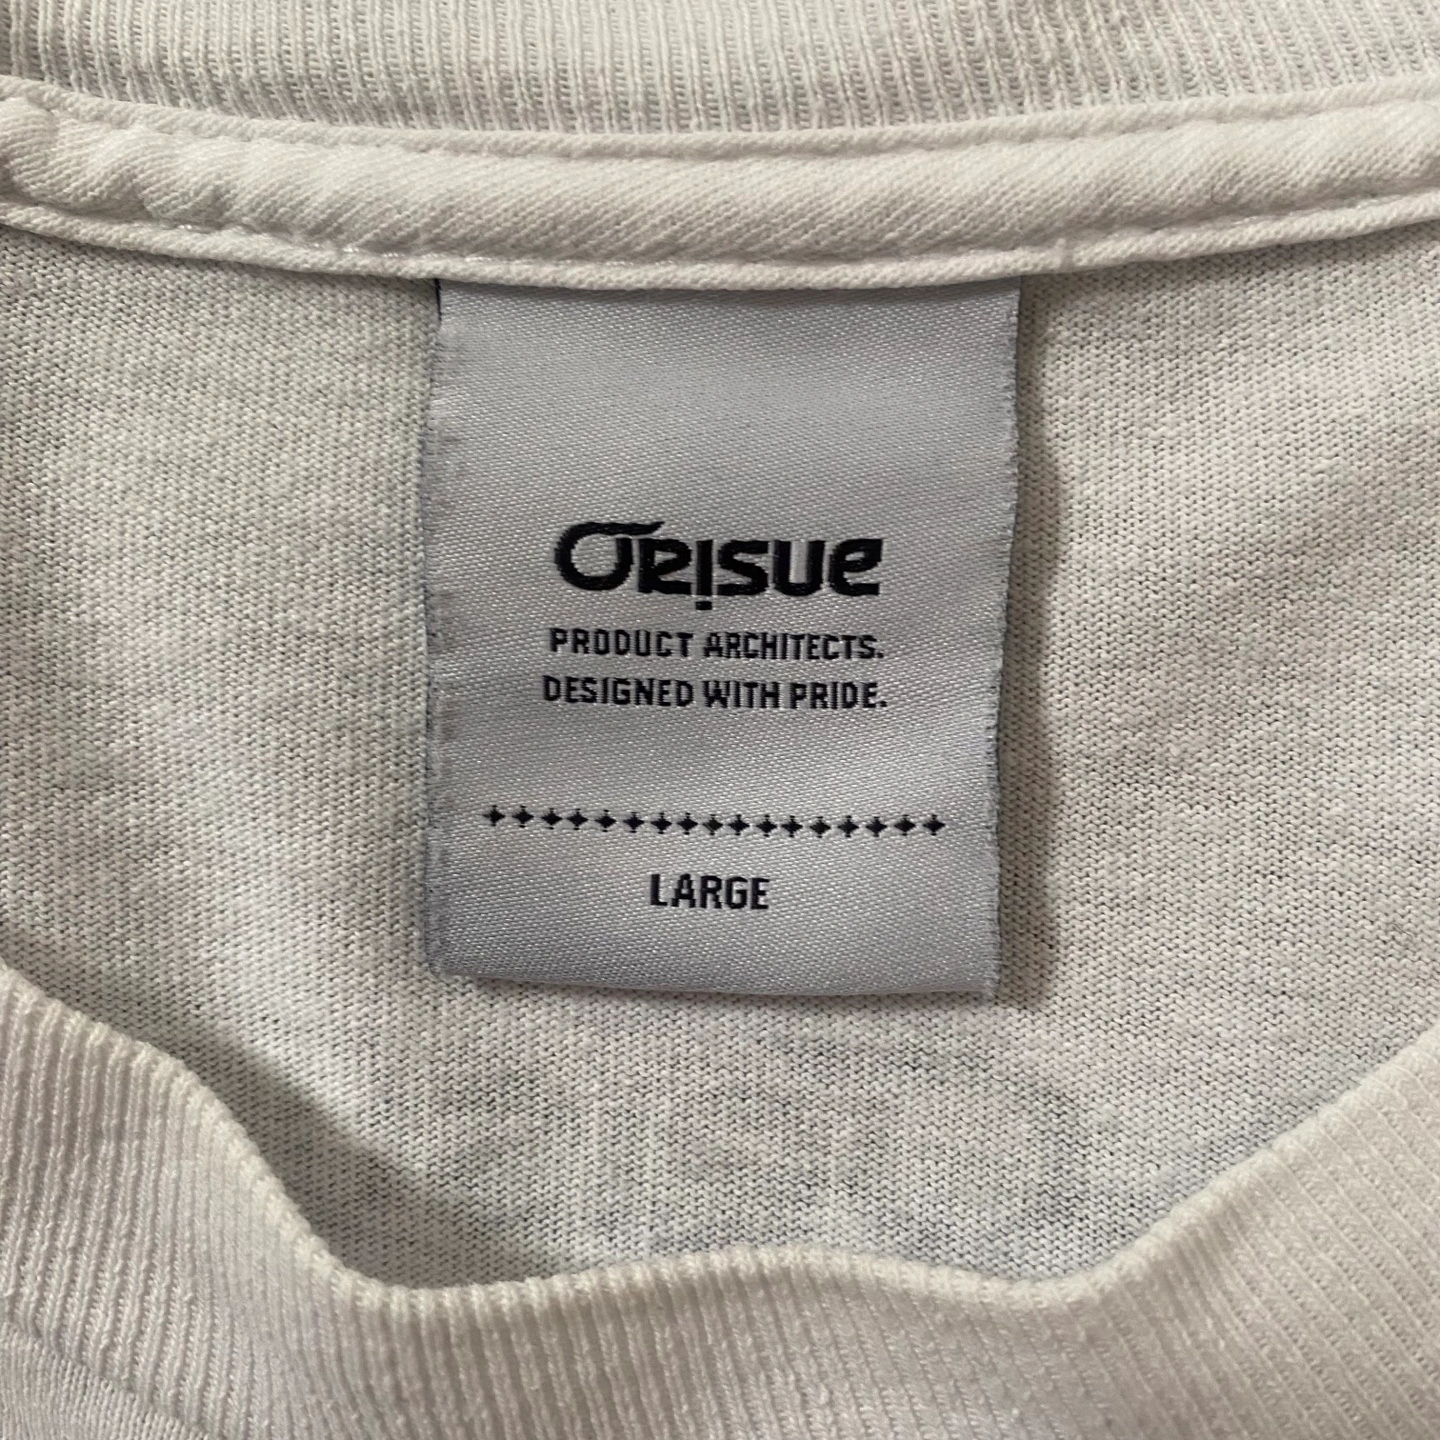 Orisue
PRODUCT ARCHITECTS.
DESIGNED WITH PRIDE.
LARGE